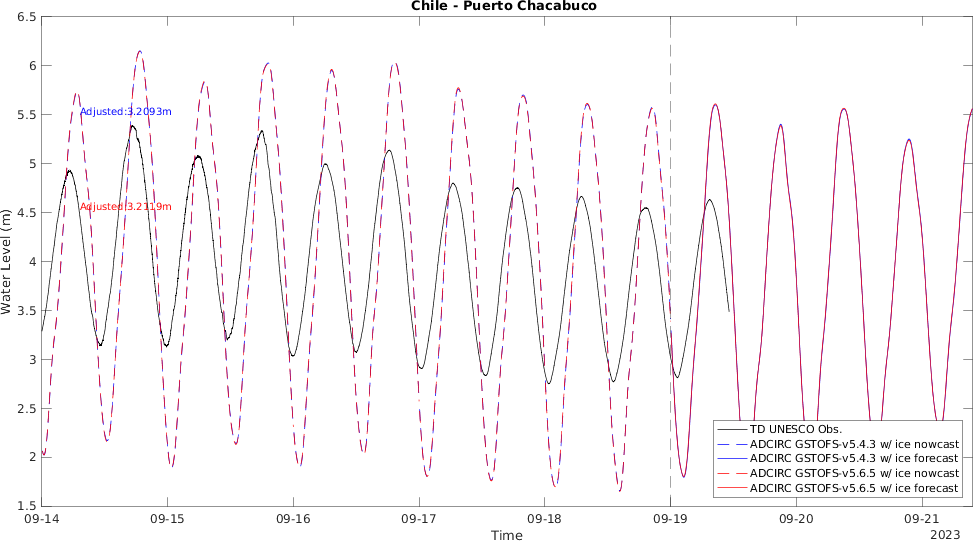 Chile - Puerto Chacabuco
6.5
6
5.5
5
4.5
4
3.5
3
2.5
2
1.5
Water Level (m)
Adjusted:3.2093m
Adjusted:3.2119m
TD UNESCO Obs.
ADCIRC GSTOFS-v5.4.3 w/ ice nowcast
ADCIRC GSTOFS-v5.4.3 w/ ice forecast
ADCIRC GSTOFS-v5.6.5 w/ ice nowcast
ADCIRC GSTOFS-v5.6.5 w/ ice forecast
09-14 09-15 09-16 09-17 09-18 09-19 09-20 09-21
Time
2023